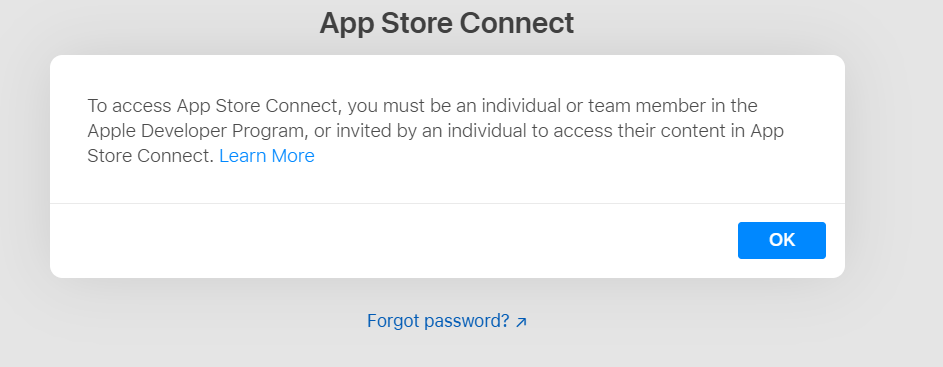 App Store Connect
To access App Store Connect, you must be an individual or team member in the
Apple Developer Program, or invited by an individual to access their content in App
Store Connect. Learn More
OK
Forgot password? ↗